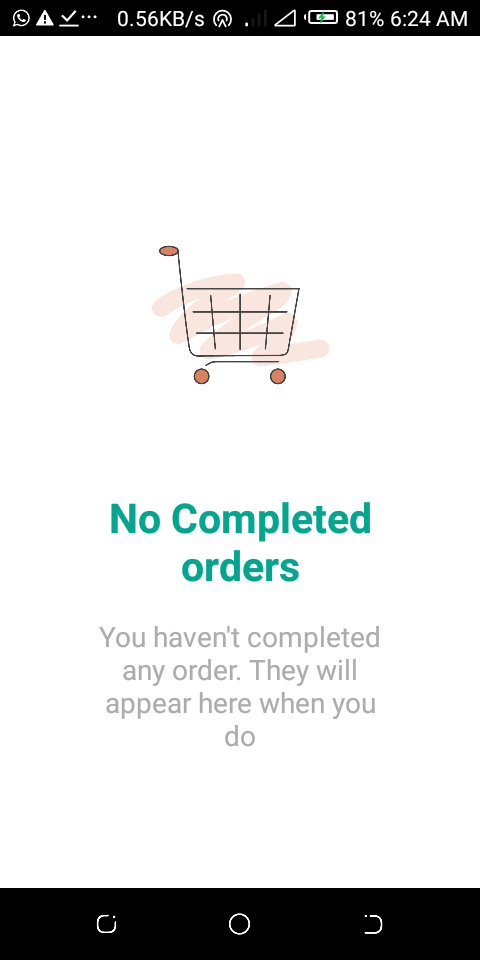 0.56KB/s 81% 6:24 AM
No Completed
orders
You haven't completed
any order. They will
appear here when you
do